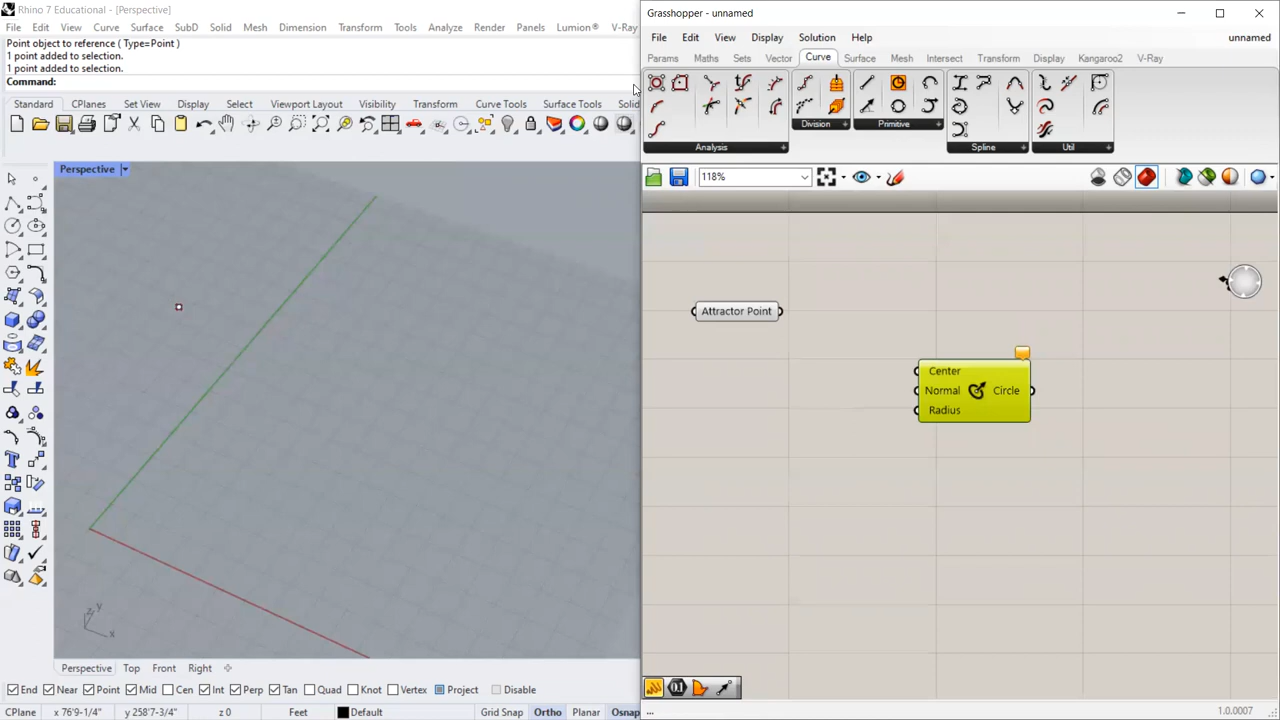 Rhino 7 Educational - [Perspective]
File Edit View Curve Surface SubD Solid Mesh Dimension Transform Tools Analyze Render Panels Lumion® V-Ray
Point object to reference ( Type=Point )
1 point added to selection.
1 point added to selection.
Command:
Standard CPlanes Set View Display Select Viewport Layout Visibility Transform Curve Tools Surface Tools Solid
Perspective
z y
x
Perspective Top Front Right
End Near Point Mid Cen Int Perp Tan Quad Knot Vertex Project Disable
CPlane x 76'9-1/4" y 258'7-3/4" z 0 Feet Default Grid Snap Ortho Planar Osnap
Grasshopper - unnamed
File Edit View Display Solution Help unnamed
Params Maths Sets Vector Curve Surface Mesh Intersect Transform Display Kangaroo2 V-Ray
Analysis Division Primitive Spline Util
118%
Attractor Point
Center
Normal Circle
Radius
... 1.0.0007